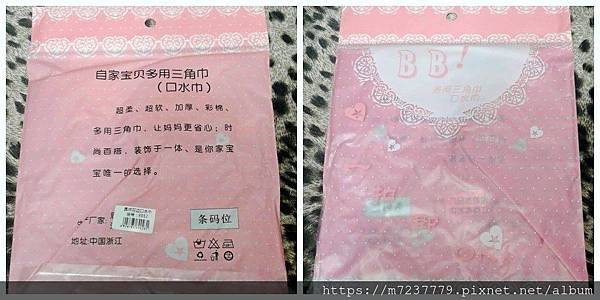 自家宝贝多用三角巾
（口水巾）
超柔、超软、加厚、彩棉、
多用三角巾，让妈妈更省心；时
尚百搭，装饰于一体、是你家宝
宝唯一的选择。
厂家:
条码位
地址:中国浙江
BB!
多用三角巾
口水巾
https://m7237779.pixnet.net/album